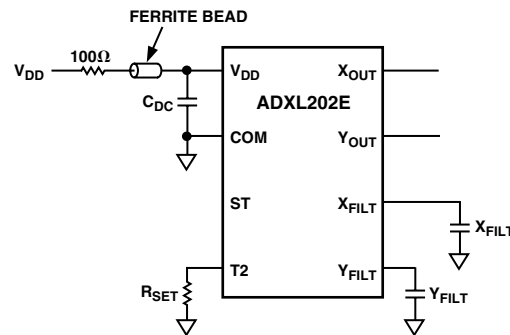 FERRITE BEAD
100Ω
V_DD
V_DD
X_OUT
C_DC
ADXL202E
COM
Y_OUT
ST
X_FILT
X_FILT
T2
Y_FILT
R_SET
Y_FILT